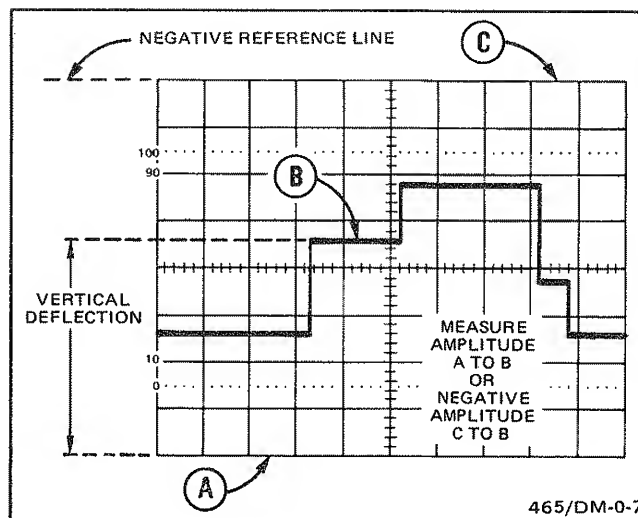 NEGATIVE REFERENCE LINE
C
100
90
B
VERTICAL
DEFLECTION
MEASURE
AMPLITUDE
A TO B
OR
NEGATIVE
AMPLITUDE
C TO B
10
0
A
465/DM-0-7